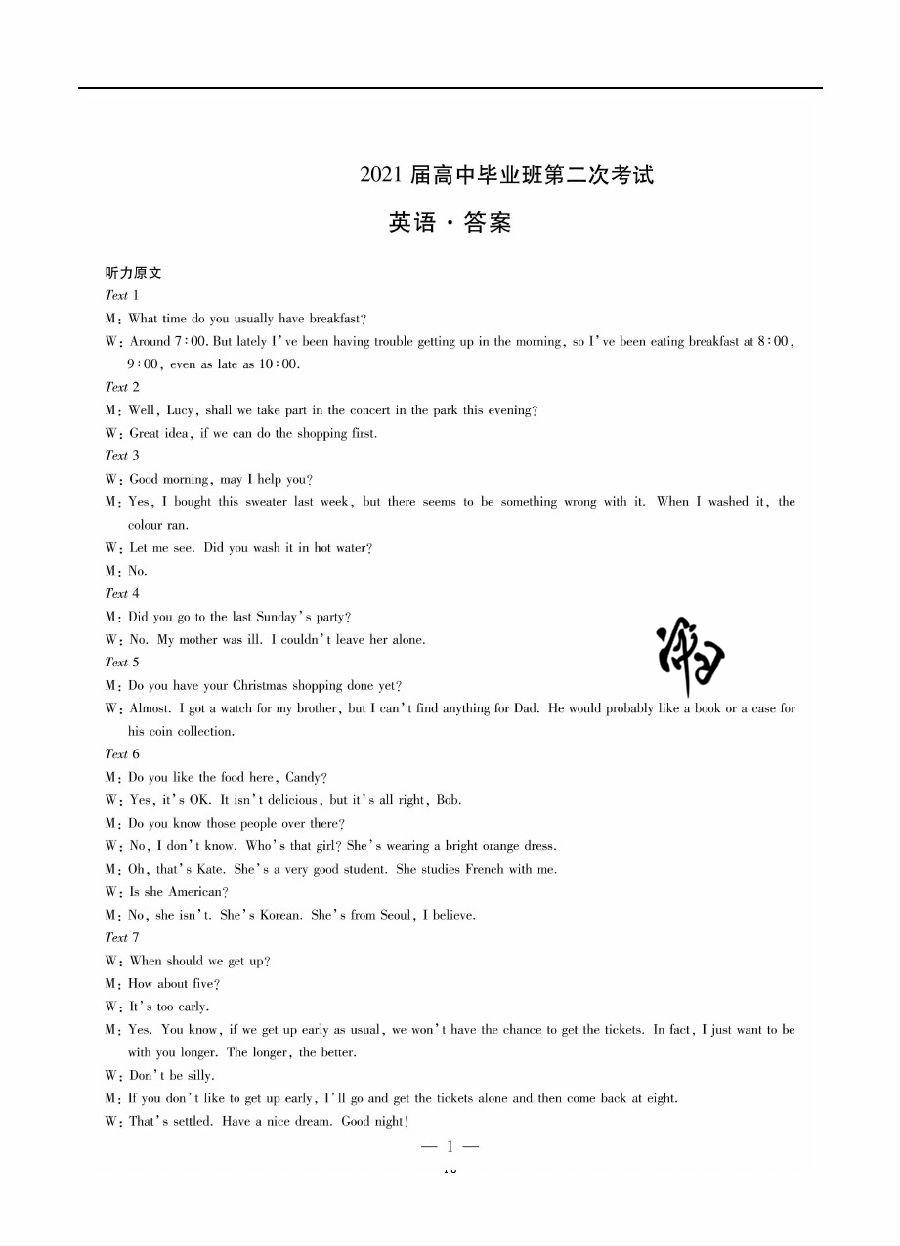 2021 届高中毕业班第二次考试
英语·答案
听力原文
Text 1
M: What time do you usually have breakfast?
W: Around 7:00. But lately I've been having trouble getting up in the morning, so I've been eating breakfast at 8:00,
9:00, even as late as 10:00.
Text 2
M: Well, Lucy, shall we take part in the concert in the park this evening?
W: Great idea, if we can do the shopping first.
Text 3
W: Good morning, may I help you?
M: Yes, I bought this sweater last week, but there seems to be something wrong with it. When I washed it, the
colour ran.
W: Let me see. Did you wash it in hot water?
M: No.
Text 4
M: Did you go to the last Sunday's party?
W: No. My mother was ill. I couldn't leave her alone.
Text 5
M: Do you have your Christmas shopping done yet?
W: Almost. I got a watch for my brother, but I can't find anything for Dad. He would probably like a book or a case for
his coin collection.
Text 6
M: Do you like the food here, Candy?
W: Yes, it's OK. It isn't delicious, but it's all right, Bob.
M: Do you know those people over there?
W: No, I don't know. Who's that girl? She's wearing a bright orange dress.
M: Oh, that's Kate. She's a very good student. She studies French with me.
W: Is she American?
M: No, she isn't. She's Korean. She's from Seoul, I believe.
Text 7
W: When should we get up?
M: How about five?
W: It's too early.
M: Yes. You know, if we get up early as usual, we won't have the chance to get the tickets. In fact, I just want to be
with you longer. The longer, the better.
W: Don't be silly.
M: If you don't like to get up early, I'll go and get the tickets alone and then come back at eight.
W: That's settled. Have a nice dream. Good night!
— 1 —